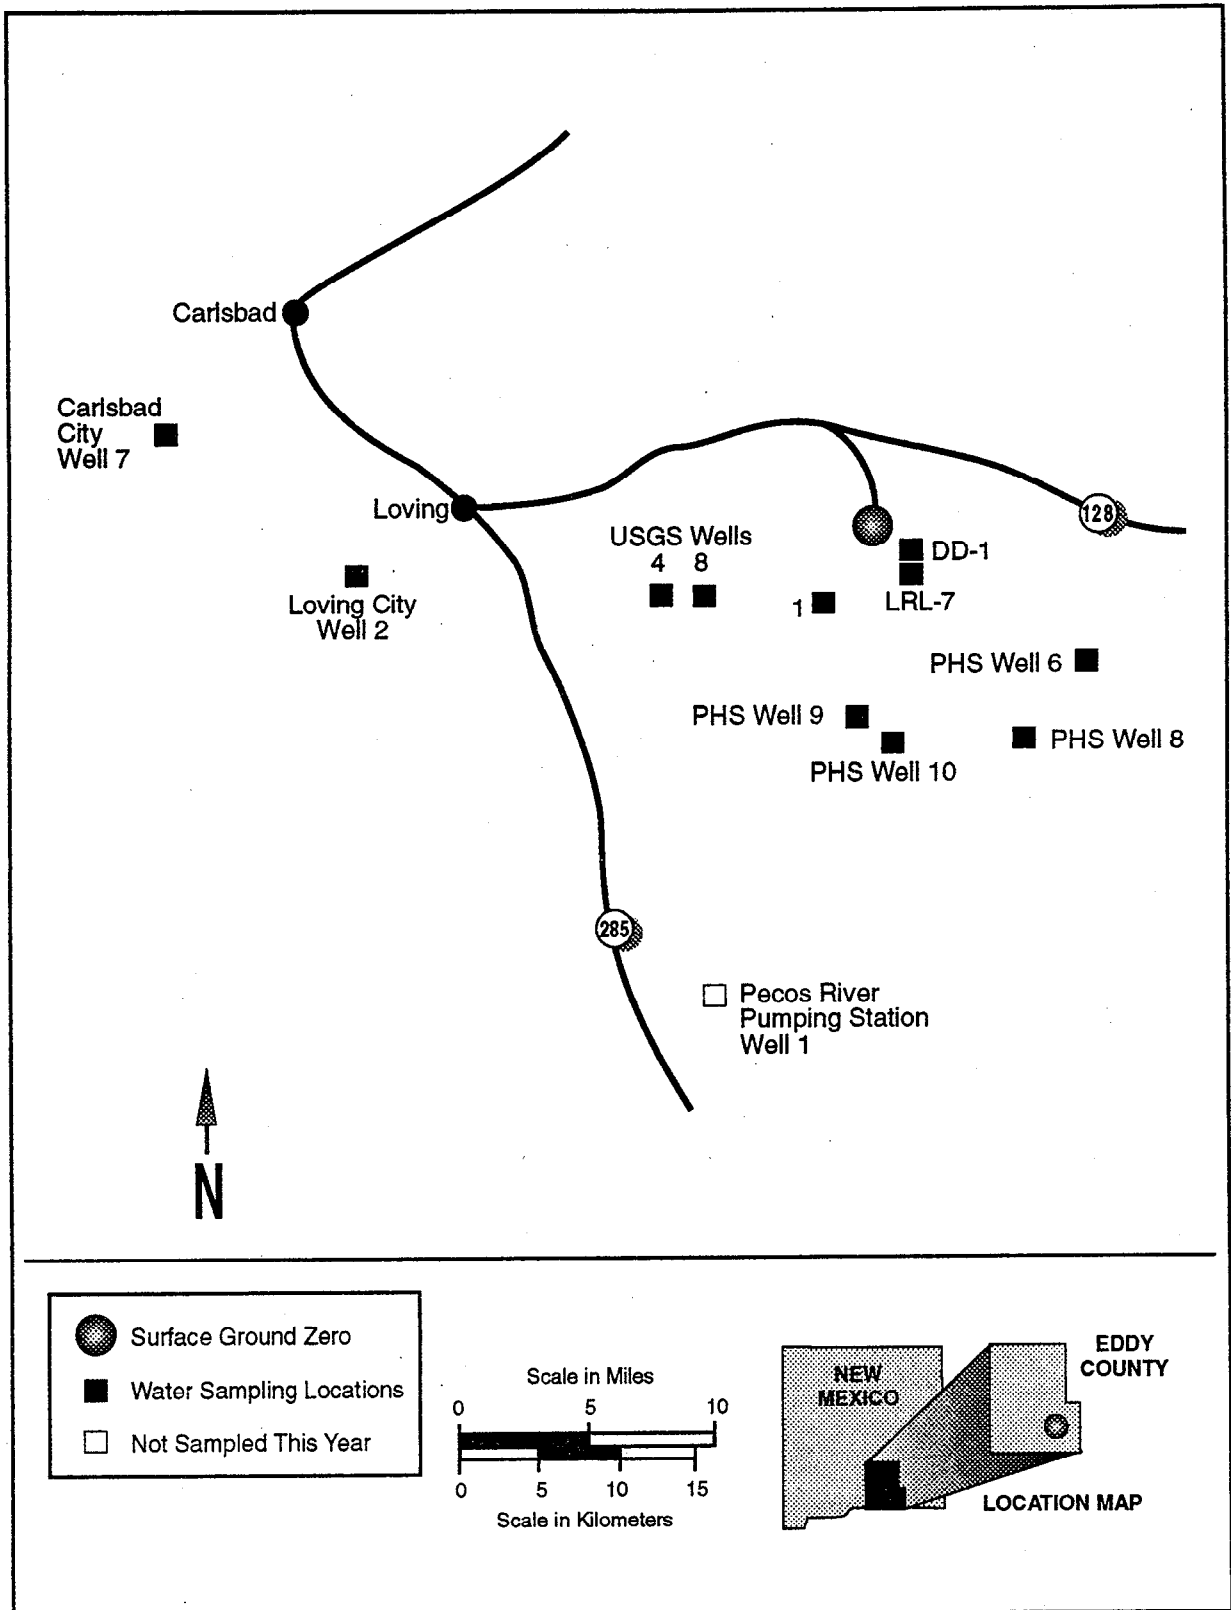 Carlsbad
Carlsbad
City
Well 7
Loving
128
USGS Wells
4 8
DD-1
1
LRL-7
Loving City
Well 2
PHS Well 6
PHS Well 9
PHS Well 8
PHS Well 10
285
Pecos River
Pumping Station
Well 1
N
Surface Ground Zero
Water Sampling Locations
Not Sampled This Year
Scale in Miles
0 5 10
0 5 10 15
Scale in Kilometers
NEW
MEXICO
EDDY
COUNTY
LOCATION MAP